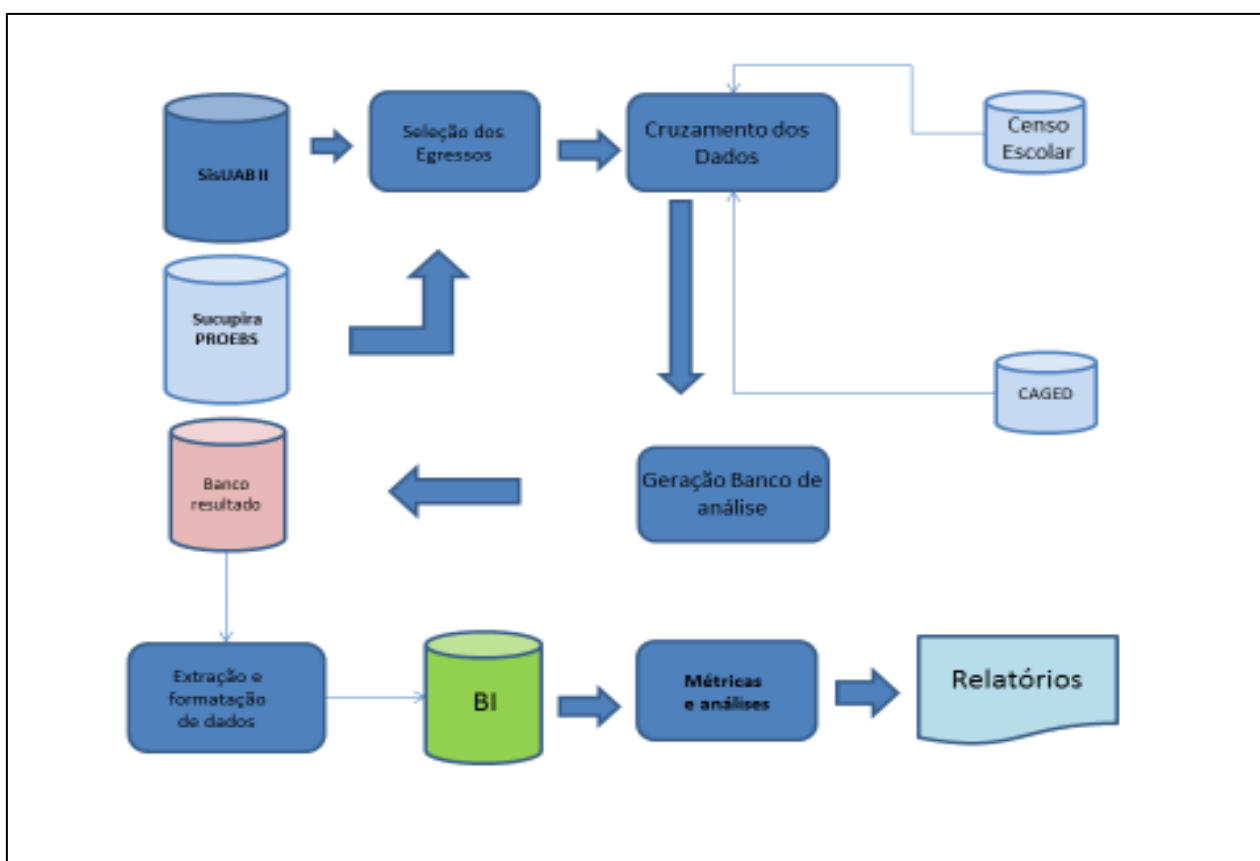 SisUAB II
Seleção dos
Egressos
Cruzamento dos
Dados
Censo
Escolar
Sucupira
PROEBS
CAGED
Banco
resultado
Geração Banco de
análise
Extração e
formatação
de dados
BI
Métricas
e análises
Relatórios